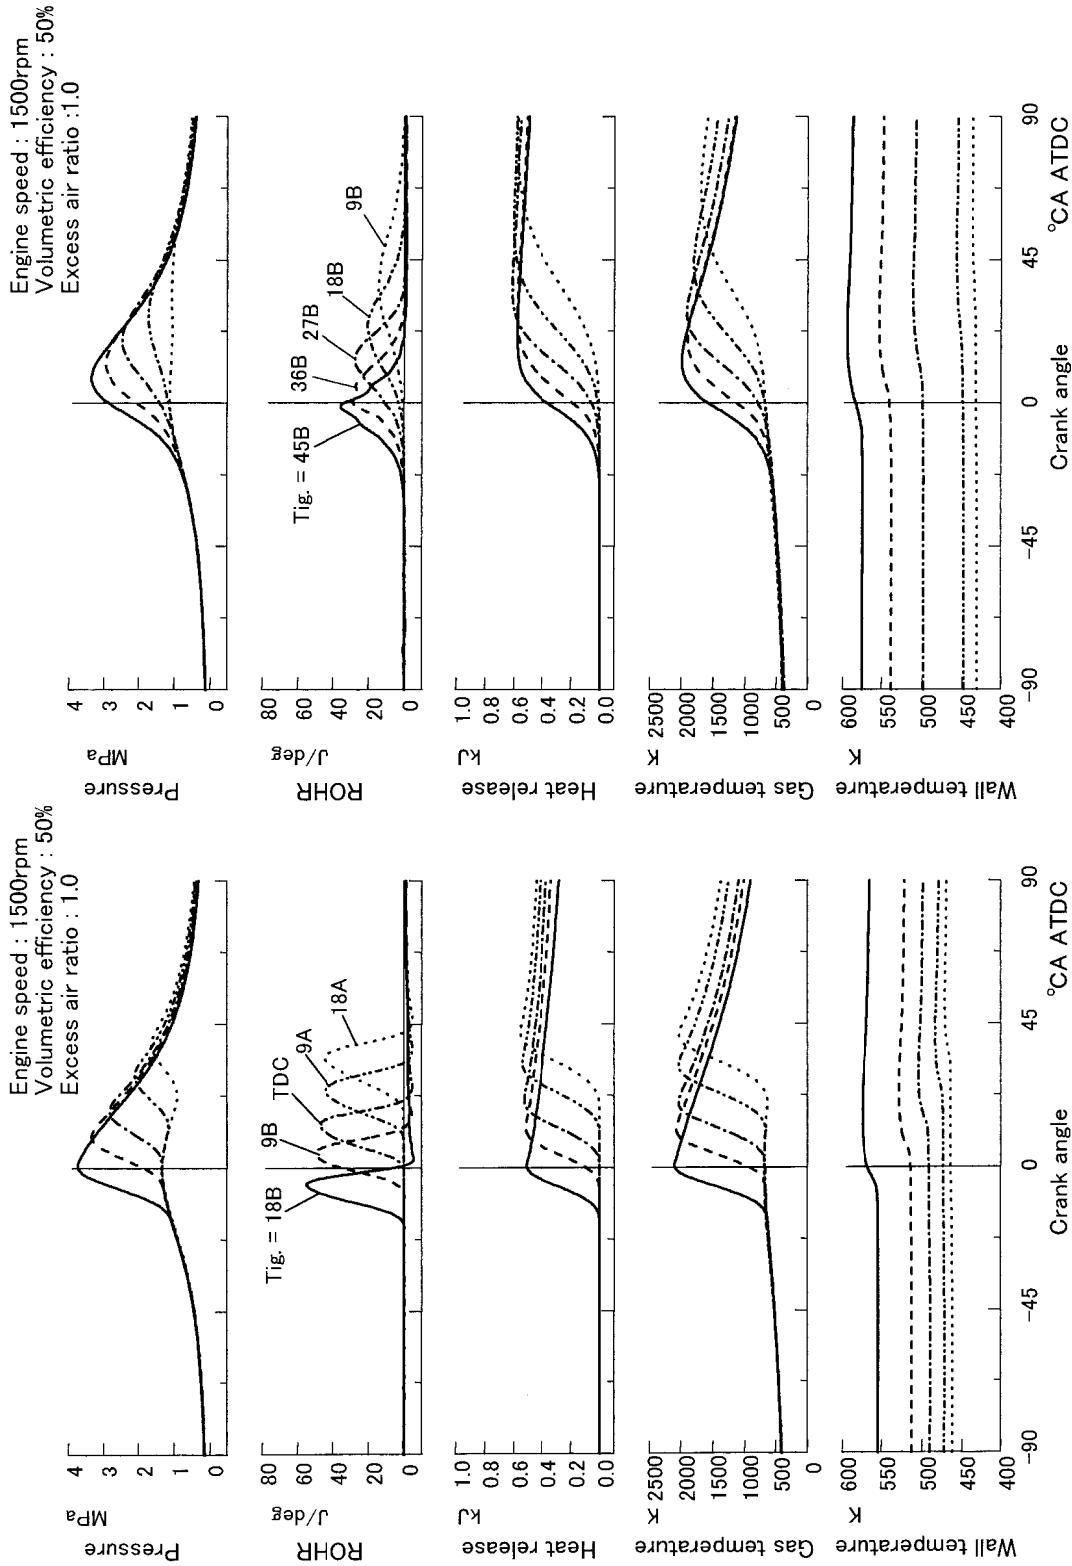 Engine speed : 1500rpm
Volumetric efficiency : 50%
Excess air ratio : 1.0
Pressure
MPa
4
3
2
1
0
ROHR
J/deg
80
60
40
20
0
Tig. = 18B
9B
TDC
9A
18A
Heat release
kJ
1.0
0.8
0.6
0.4
0.2
0.0
Gas temperature
K
2500
2000
1500
1000
500
0
Wall temperature
K
600
550
500
450
400
-90
-45
0
45
90
Crank angle
°CA ATDC
Engine speed : 1500rpm
Volumetric efficiency : 50%
Excess air ratio :1.0
Pressure
MPa
4
3
2
1
0
ROHR
J/deg
80
60
40
20
0
Tig. = 45B
36B
27B
18B
9B
Heat release
kJ
1.0
0.8
0.6
0.4
0.2
0.0
Gas temperature
K
2500
2000
1500
1000
500
0
Wall temperature
K
600
550
500
450
400
-90
-45
0
45
90
Crank angle
°CA ATDC